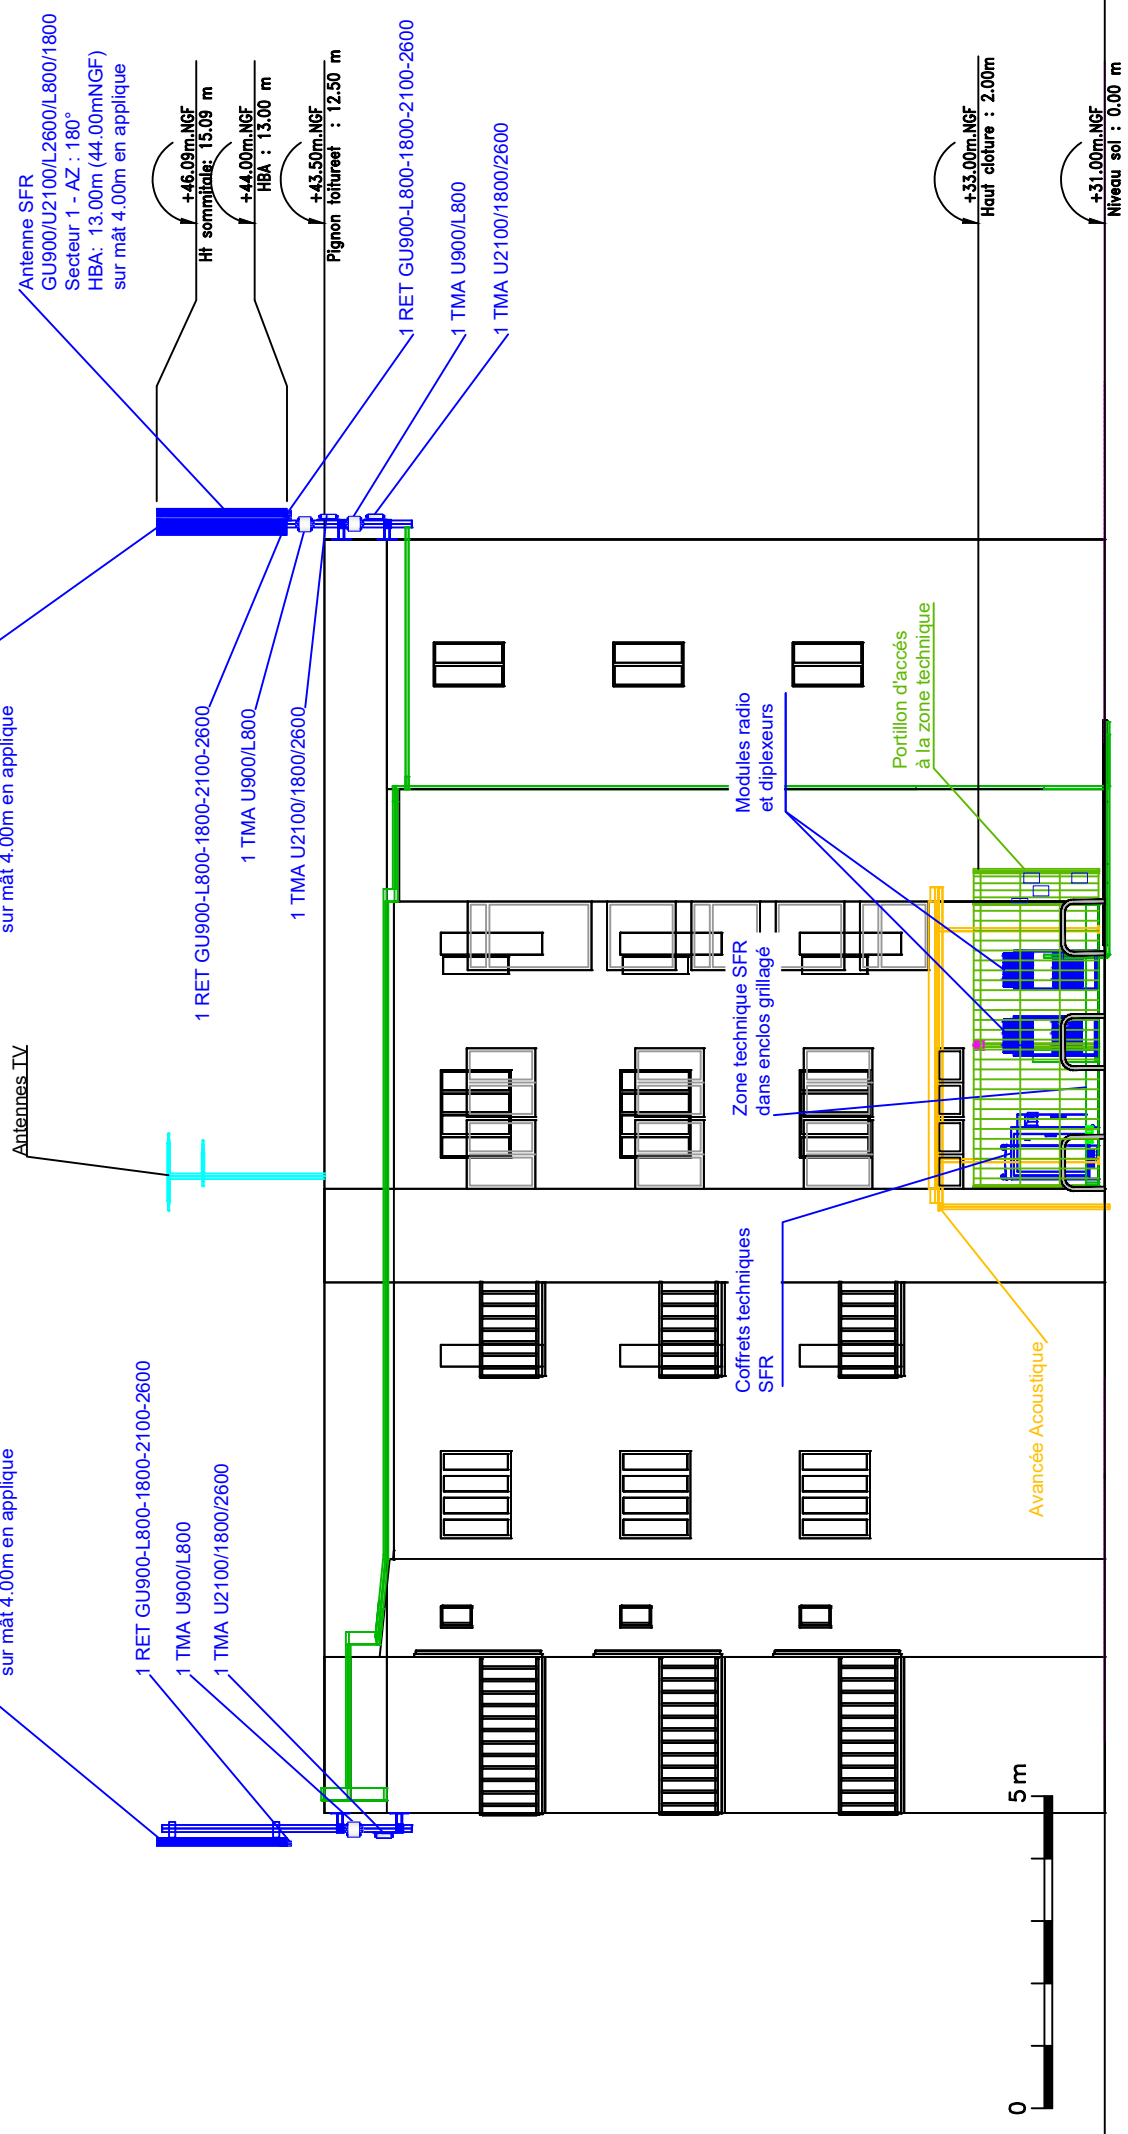 Antenne SFR
GU900/U2100/L2600/L800/1800
Secteur 1 - AZ : 180°
HBA: 13.00m (44.00mNGF)
sur mât 4.00m en applique
sur mât 4.00m en applique
sur mât 4.00m en applique
Antennes TV
+46.09m.NGF
Ht sommitale: 15.09 m
+44.00m.NGF
HBA : 13.00 m
+43.50m.NGF
Pignon toitureet : 12.50 m
1 RET GU900-L800-1800-2100-2600
1 TMA U900/L800
1 TMA U2100/1800/2600
1 RET GU900-L800-1800-2100-2600
1 TMA U900/L800
1 TMA U2100/1800/2600
1 RET GU900-L800-1800-2100-2600
1 TMA U900/L800
1 TMA U2100/1800/2600
Modules radio
et diplexeurs
Zone technique SFR
dans enclos grillagé
Coffrets techniques
SFR
Portillon d'accés
à la zone technique
Avancée Acoustique
+33.00m.NGF
Haut cloture : 2.00m
+31.00m.NGF
Niveau sol : 0.00 m
0
5 m